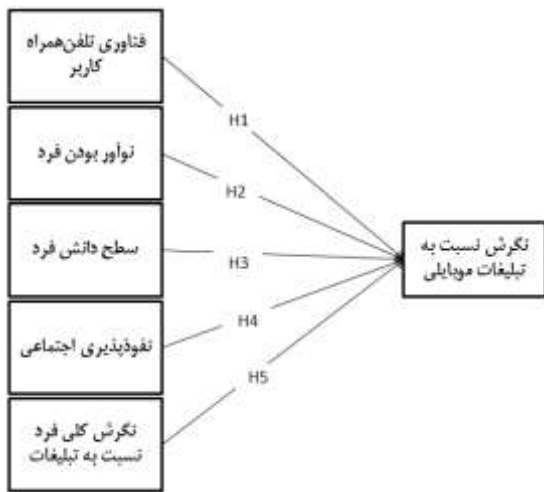 فناوری تلفن‌همراه
کاربر
H1
نوآور بودن فرد
H2
سطح دانش فرد
H3
نگرش نسبت به
تبلیغات موبایلی
نفوذپذیری اجتماعی
H4
H5
نگرش کلی فرد
نسبت به تبلیغات